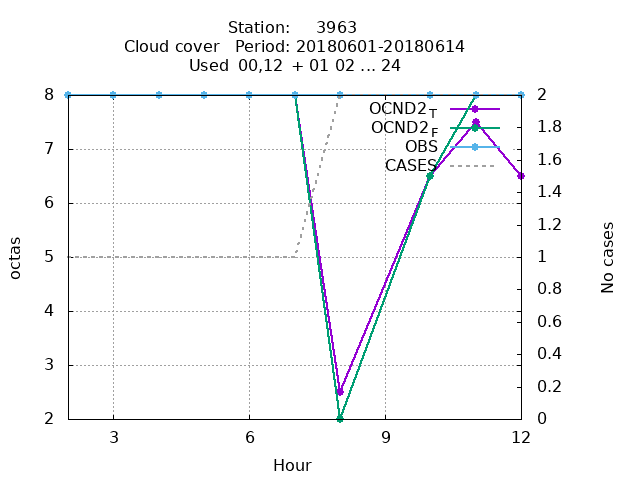 Station: 3963
Cloud cover Period: 20180601-20180614
Used 00,12 + 01 02 ... 24
8
7
6
5
4
3
2
octas
2
1.8
1.6
1.4
1.2
1
0.8
0.6
0.4
0.2
0
No cases
OCND2_T
OCND2_F
OBS
CASES
3 6 9 12
Hour